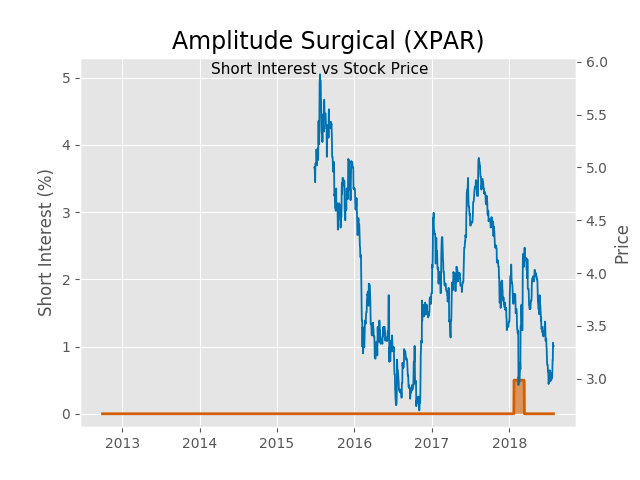 Amplitude Surgical (XPAR)
Short Interest vs Stock Price
Short Interest (%)
5
4
3
2
1
0
6.0
5.5
5.0
4.5
4.0
3.5
3.0
Price
2013 2014 2015 2016 2017 2018